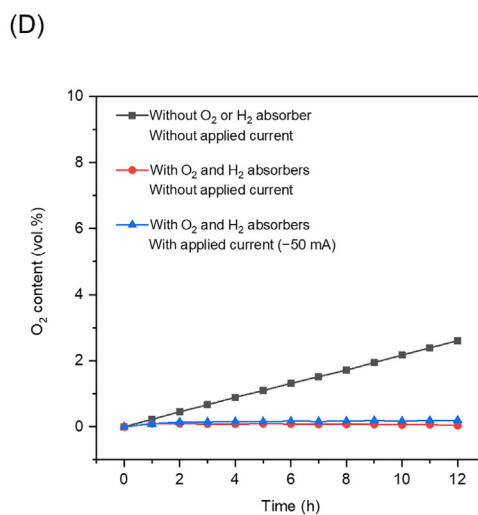 (D)
10
8
6
4
2
0
O₂ content (vol.%)
Without O₂ or H₂ absorber
Without applied current
With O₂ and H₂ absorbers
Without applied current
With O₂ and H₂ absorbers
With applied current (−50 mA)
0 2 4 6 8 10 12
Time (h)